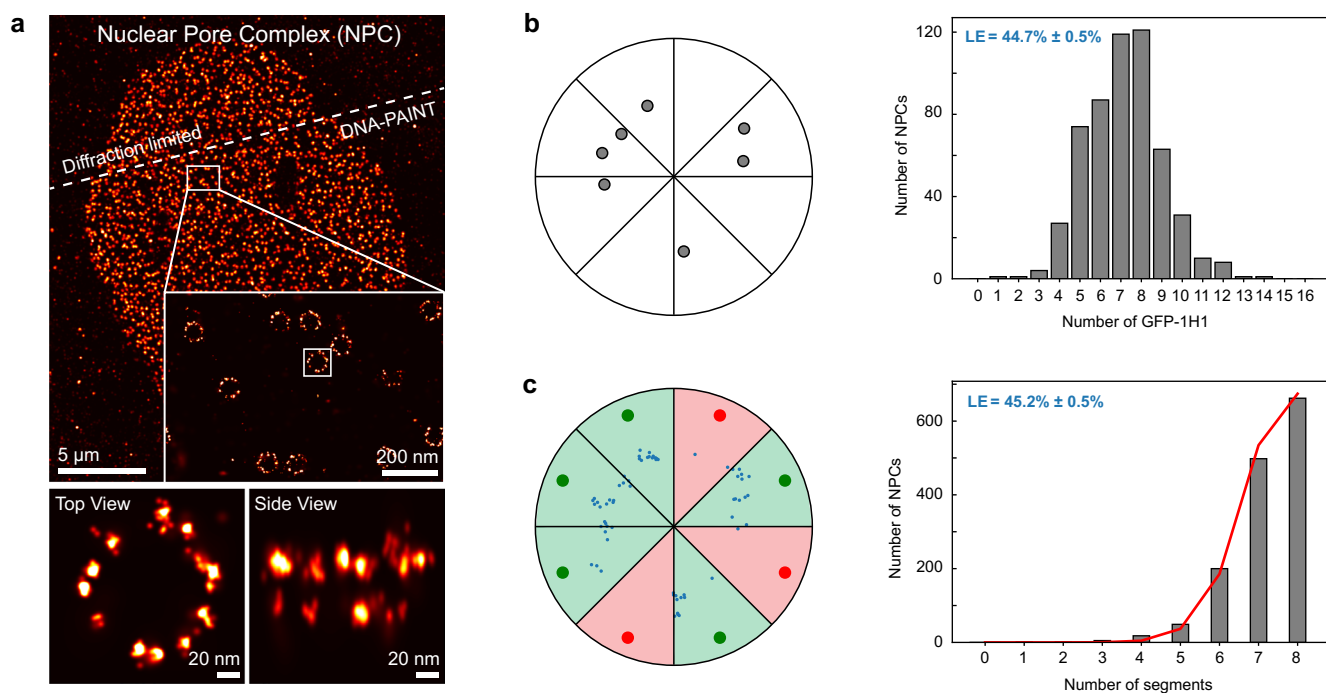 a
Nuclear Pore Complex (NPC)
Diffraction limited
DNA-PAINT
5 µm
200 nm
Top View
20 nm
Side View
20 nm
b
LE = 44.7% ± 0.5%
Number of NPCs
120
80
40
0
0 1 2 3 4 5 6 7 8 9 10 11 12 13 14 15 16
Number of GFP-1H1
c
LE = 45.2% ± 0.5%
Number of NPCs
600
400
200
0
0 1 2 3 4 5 6 7 8
Number of segments